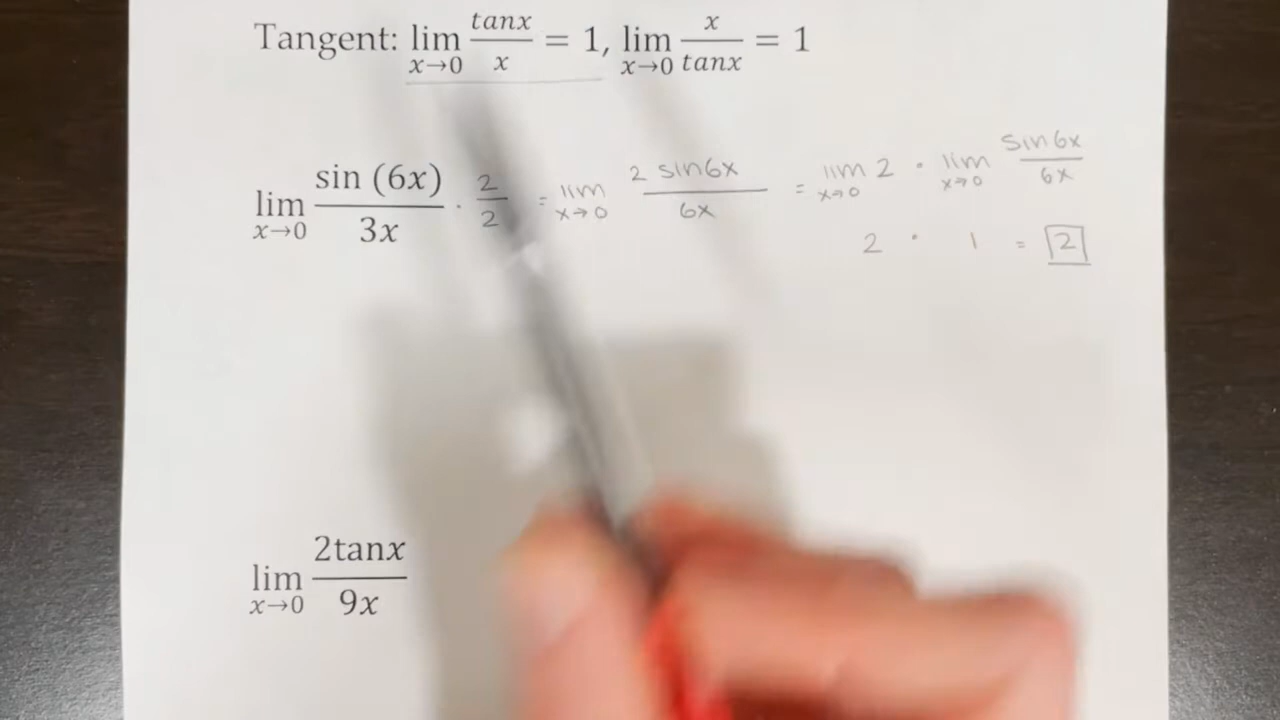 Tangent: lim x→0 tanx/x = 1, lim x→0 x/tanx = 1
lim x→0 sin (6x)/3x · 2/2 = lim x→0 2 sin6x/6x = lim x→0 2 · lim x→0 sin6x/6x
2 · 1 = 2
lim x→0 2tanx/9x